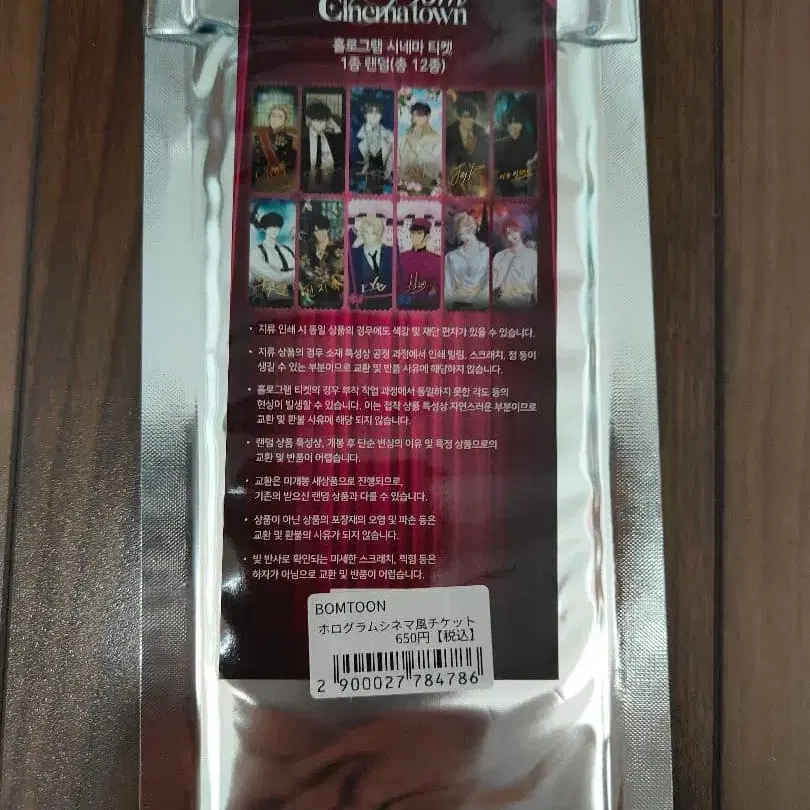 Cinematown
홀로그램 시네마 티켓
1종 랜덤(총 12종)
• 지류 인쇄 시 동일 상품의 경우에도 색감 및 재단 편차가 있을 수 있습니다.
• 지류 상품의 경우 소재 특성상 공정 과정에서 인쇄 밀림, 스크래치, 점 등이
생길 수 있는 부분이므로 교환 및 반품 사유에 해당하지 않습니다.
• 홀로그램 티켓의 경우 부착 작업 과정에서 동일하지 못한 각도 등의
현상이 발생할 수 있습니다. 이는 접착 상품 특성상 자연스러운 부분이므로
교환 및 환불 사유에 해당 되지 않습니다.
• 랜덤 상품 특성상, 개봉 후 단순 변심의 이유 및 특정 상품으로의
교환 및 반품이 어렵습니다.
• 교환은 미개봉 새상품으로 진행되므로,
기존의 받으신 랜덤 상품과 다를 수 있습니다.
• 상품이 아닌 상품의 포장재의 오염 및 파손 등은
교환 및 환불의 사유가 되지 않습니다.
• 빛 반사로 확인되는 미세한 스크래치, 찍힘 등은
하자가 아님으로 교환 및 반품이 어렵습니다.
BOMTOON
ホログラムシネマ風チケット
650円【税込】
2 900027 784786